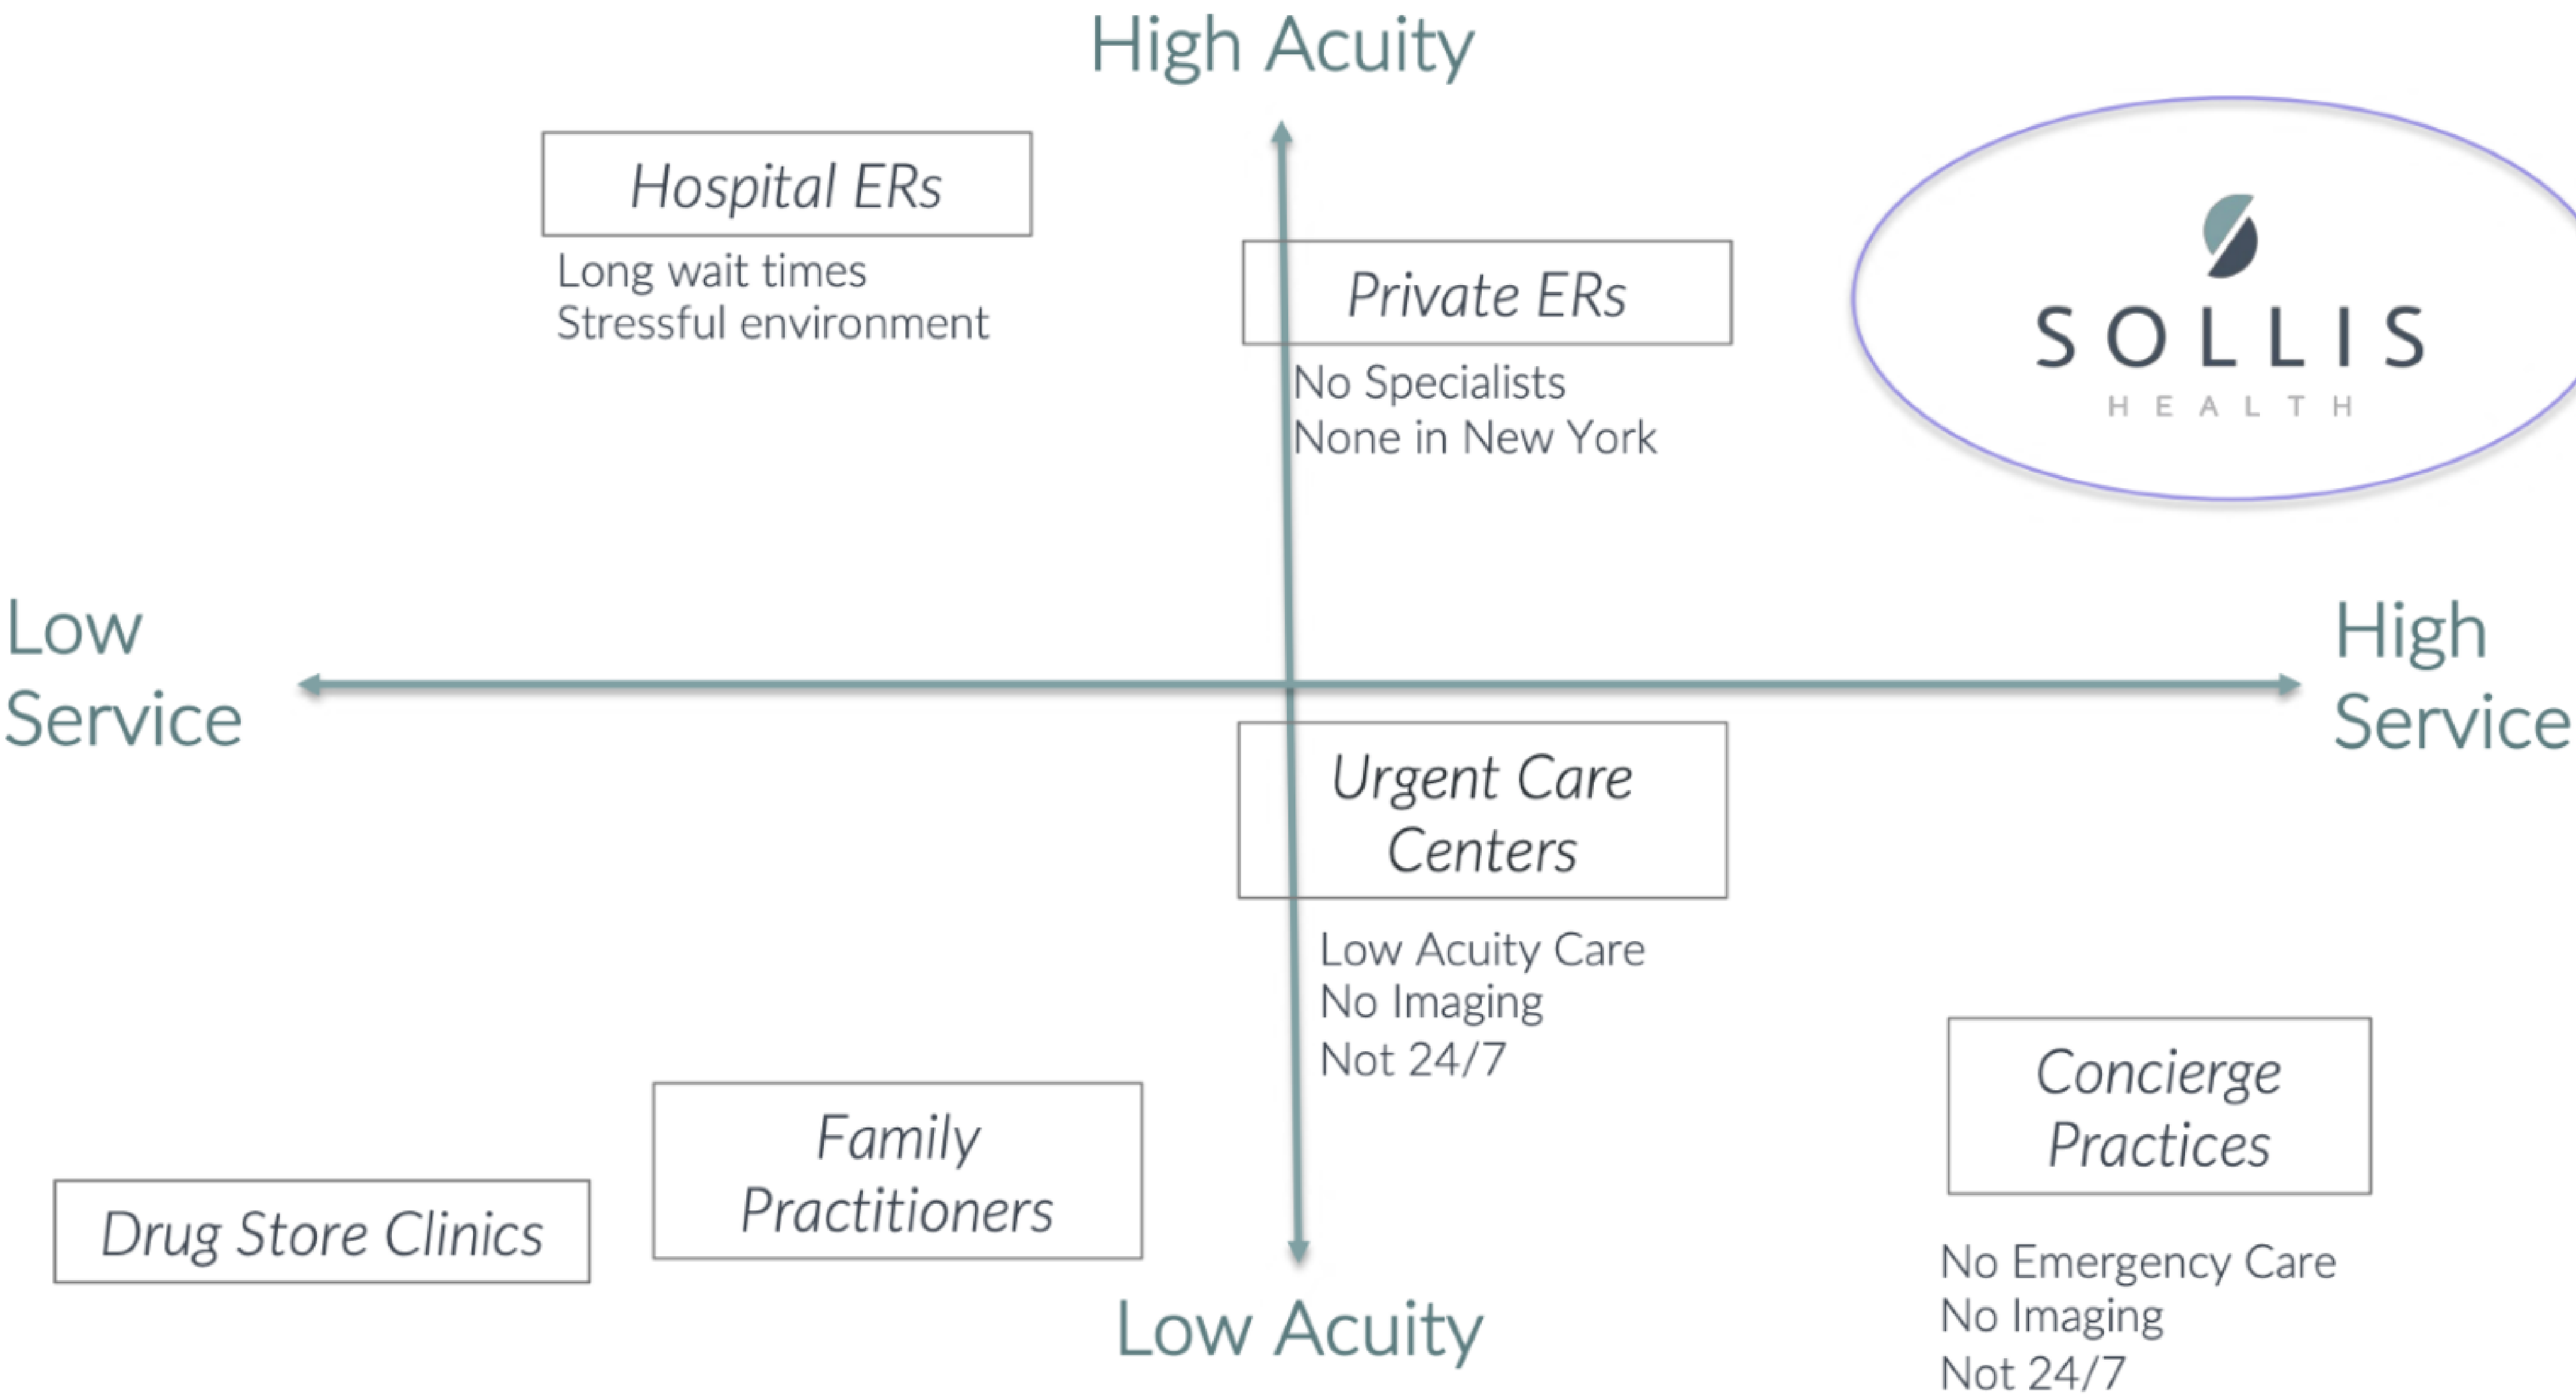 High Acuity
Hospital ERs
Long wait times
Stressful environment
Private ERs
No Specialists
None in New York
SOLLIS
HEALTH
Low
Service
High
Service
Urgent Care
Centers
Low Acuity Care
No Imaging
Not 24/7
Family
Practitioners
Drug Store Clinics
Concierge
Practices
No Emergency Care
No Imaging
Not 24/7
Low Acuity